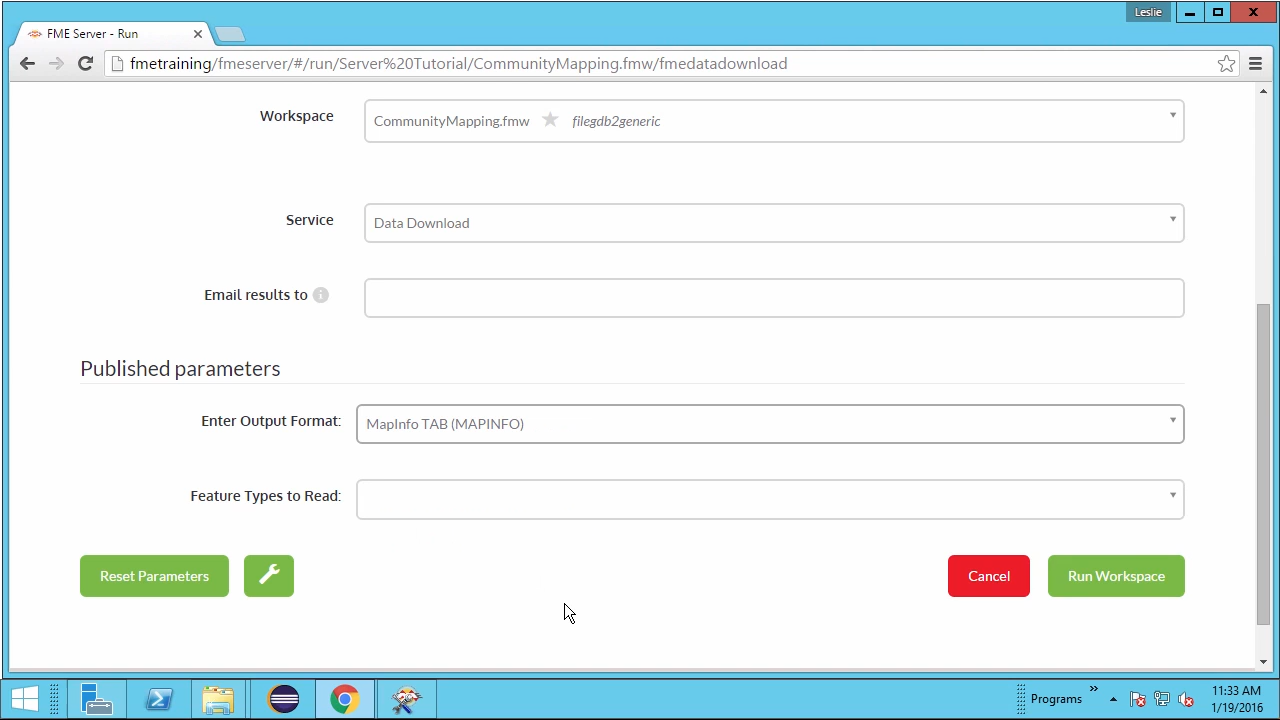 Leslie
FME Server - Run
fmetraining/fmeserver/#/run/Server%20Tutorial/CommunityMapping.fmw/fmedatadownload
Workspace
CommunityMapping.fmw filegdb2generic
Service
Data Download
Email results to
Published parameters
Enter Output Format:
MapInfo TAB (MAPINFO)
Feature Types to Read:
Reset Parameters
Cancel
Run Workspace
Programs
11:33 AM
1/19/2016